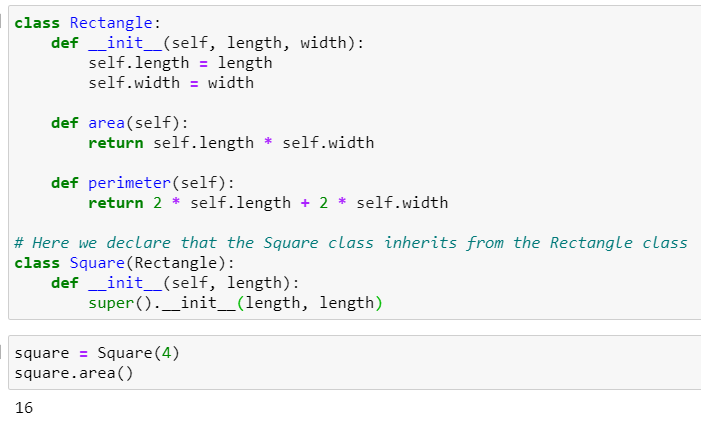 class Rectangle:
    def __init__(self, length, width):
        self.length = length
        self.width = width
    def area(self):
        return self.length * self.width
    def perimeter(self):
        return 2 * self.length + 2 * self.width
# Here we declare that the Square class inherits from the Rectangle class
class Square(Rectangle):
    def __init__(self, length):
        super().__init__(length, length)
square = Square(4)
square.area()
16